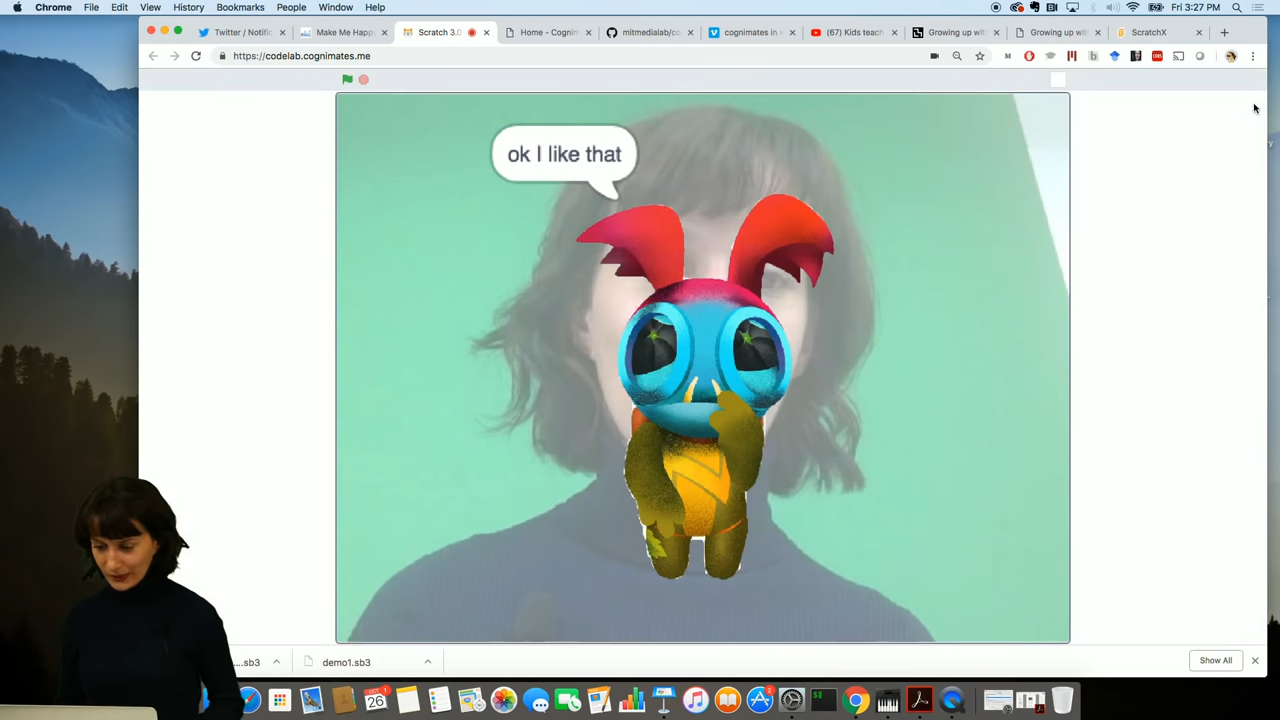 Chrome File Edit View History Bookmarks People Window Help
Fri 3:27 PM
Twitter / Notific
Make Me Happ
Scratch 3.0
Home - Cognim
mitmedialab/co
cognimates in s
(67) Kids teach
Growing up wit
Growing up wit
ScratchX
https://codelab.cognimates.me
ok I like that
....sb3
demo1.sb3
Show All
OCT
26